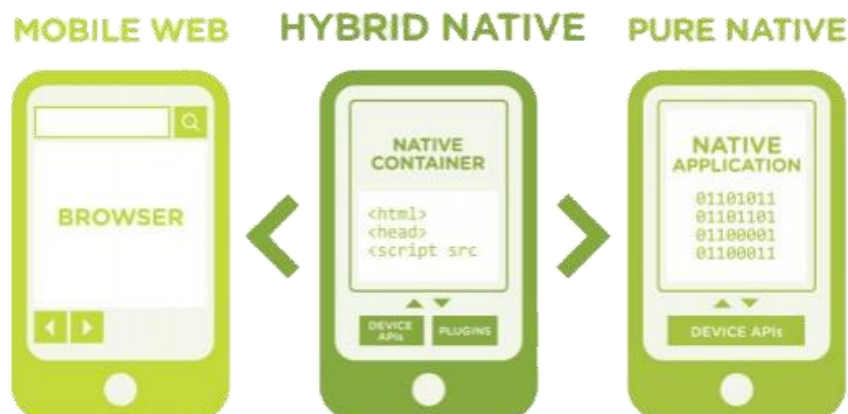 MOBILE WEB
HYBRID NATIVE
PURE NATIVE
BROWSER
NATIVE
CONTAINER
<html>
<head>
<script src
DEVICE
APIs
PLUGINS
NATIVE
APPLICATION
01101011
01101101
01100001
01100011
DEVICE APIs